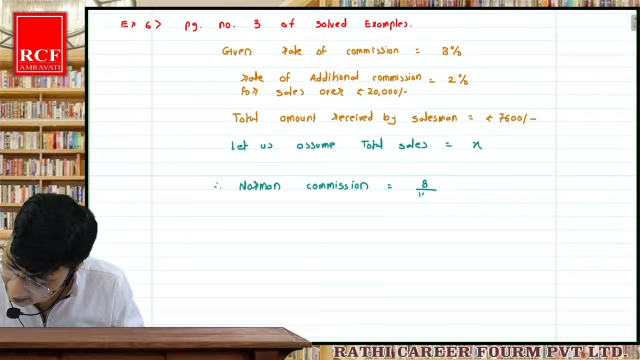 RCF
AMRAVATI
Ex 6> pg. no. 3 of solved Examples.
Given rate of commission = 8%
Rate of Additional commission = 2%
for sales over ₹ 20,000/-
Total amount received by salesman = ₹ 7600/-
Let us assume Total sales = x
∴ Norman commission = 8
RATHI CAREER FOURM PVT LTD